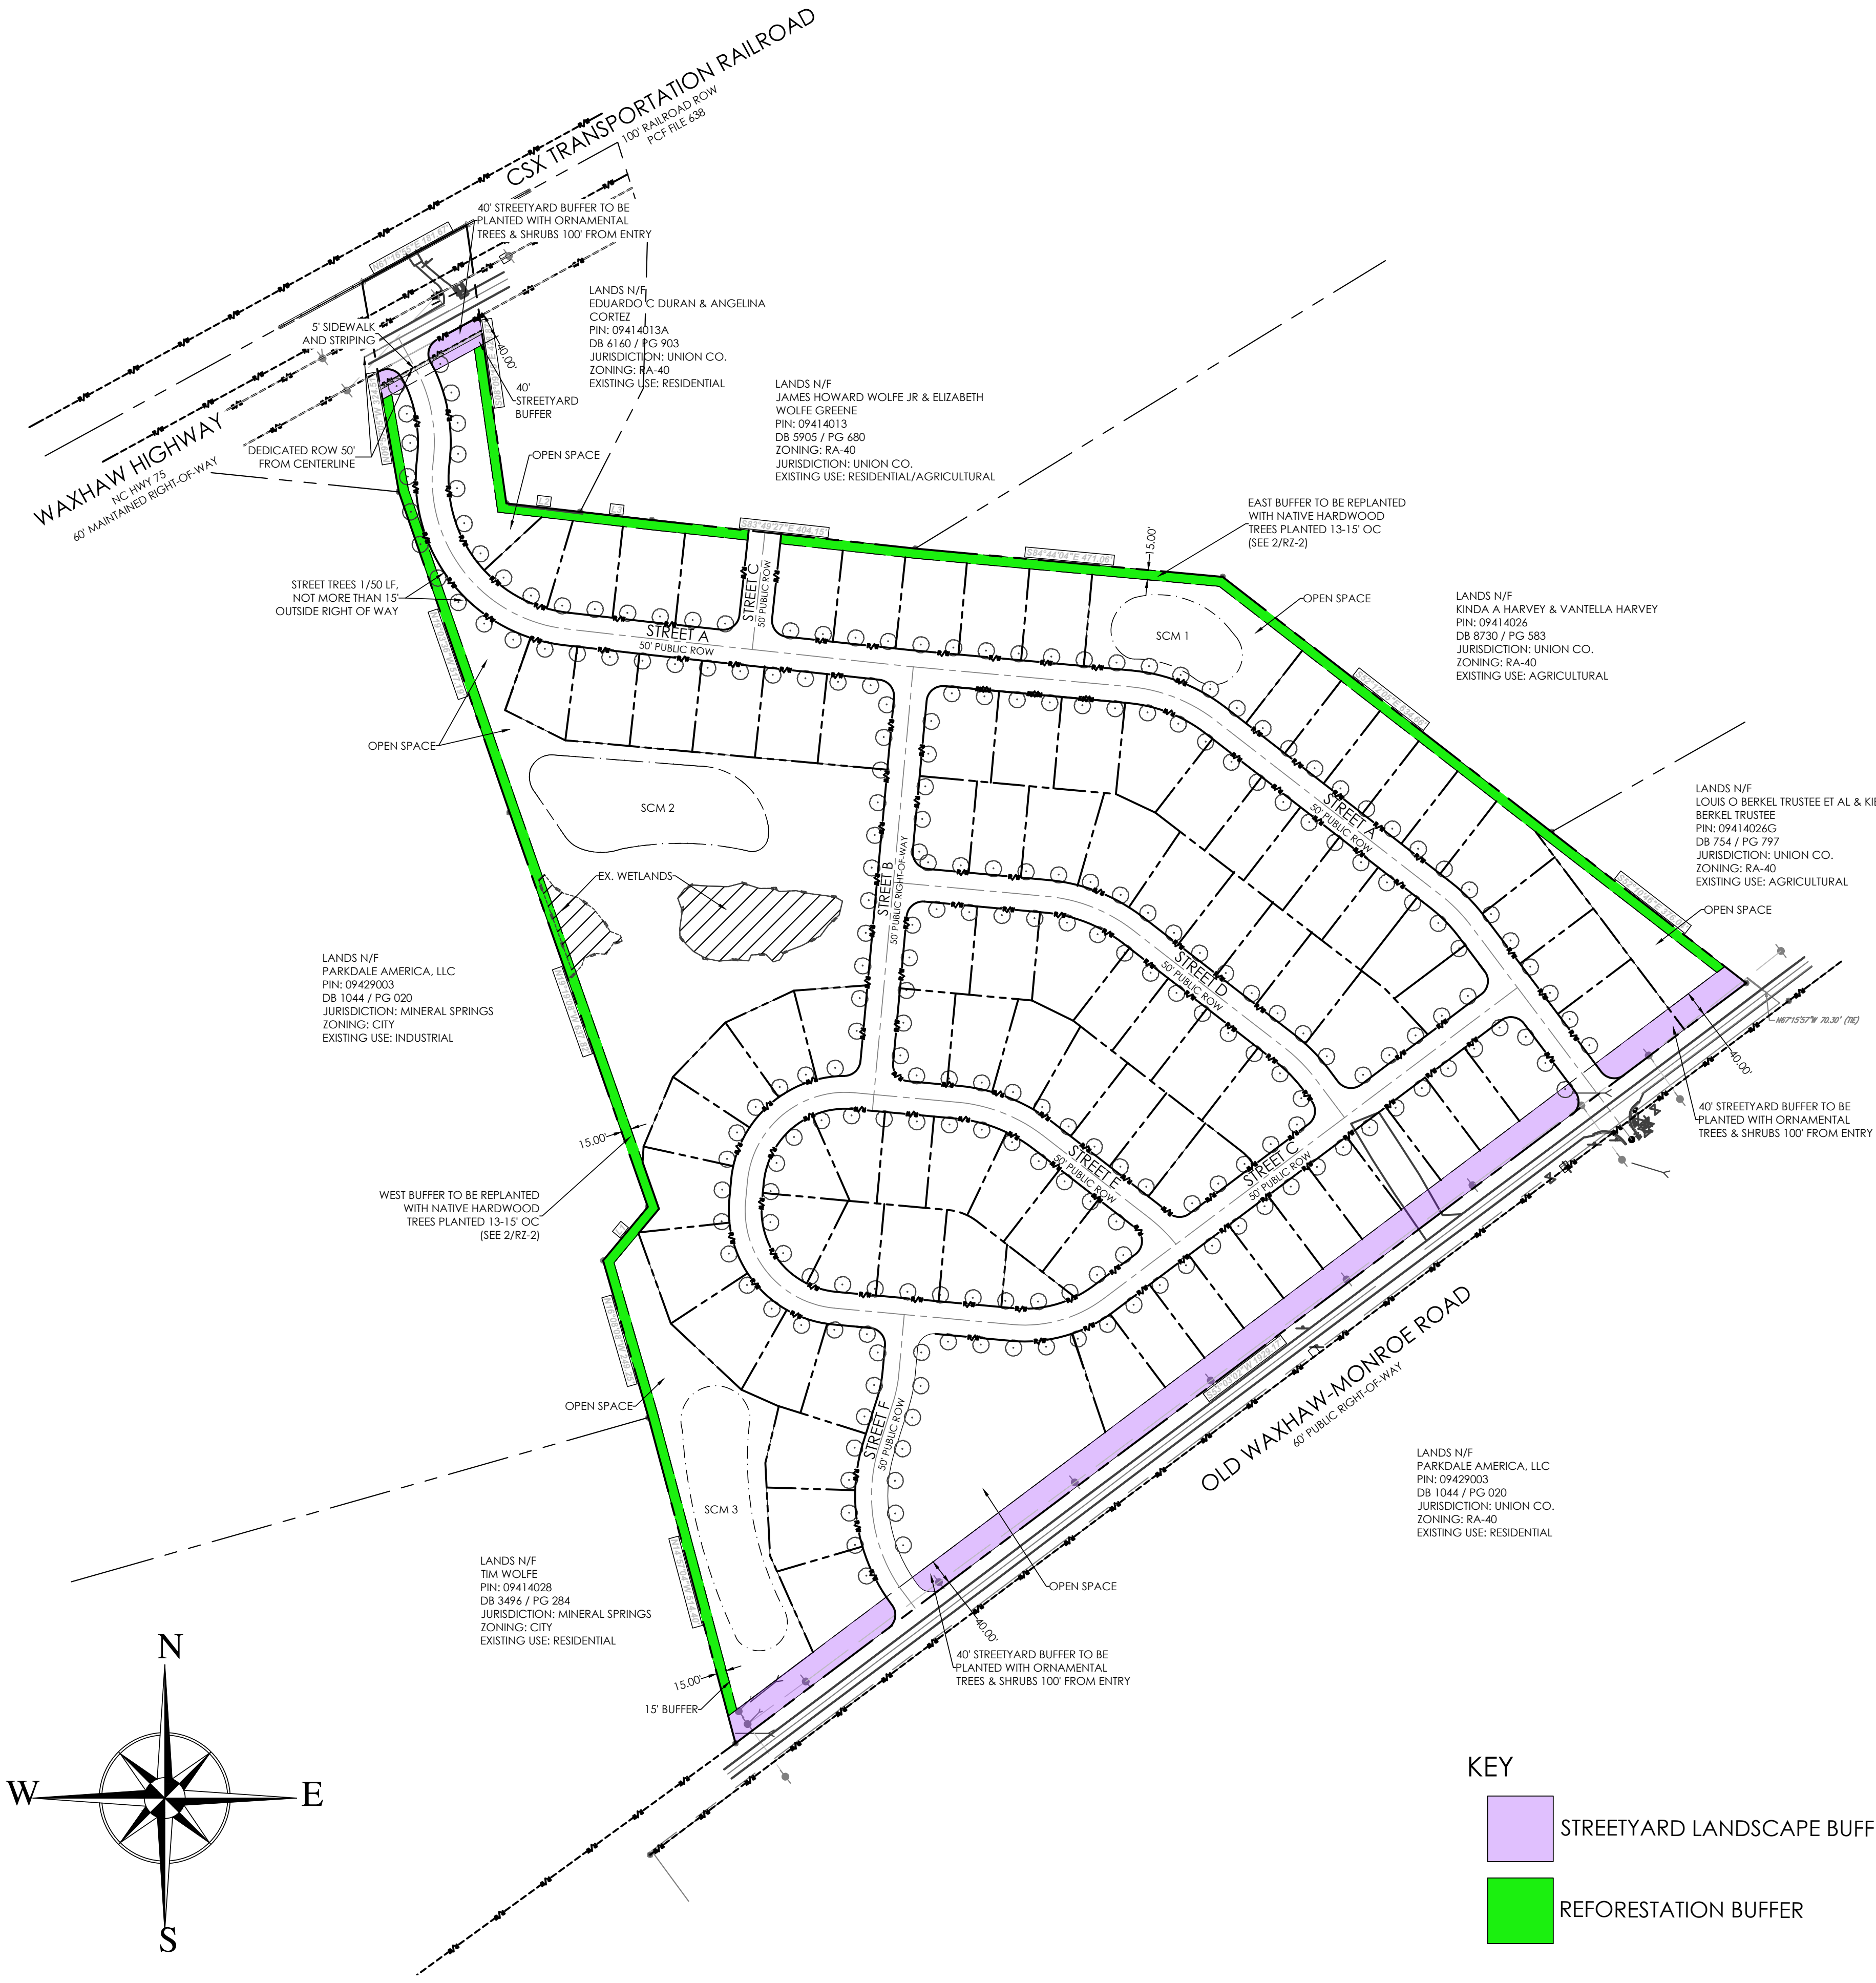 CSX TRANSPORTATION RAILROAD
100' RAILROAD ROW
PCF FILE 638
40' STREETYARD BUFFER TO BE
PLANTED WITH ORNAMENTAL
TREES & SHRUBS 100' FROM ENTRY
N61°16'55"E 181.67'
5' SIDEWALK
AND STRIPING
40.00'
40'
STREETYARD
BUFFER
DEDICATED ROW 50'
FROM CENTERLINE
WAXHAW HIGHWAY
NC HWY 75
60' MAINTAINED RIGHT-OF-WAY
LANDS N/F
EDUARDO C DURAN & ANGELINA
CORTEZ
PIN: 09414013A
DB 6160 / PG 903
JURISDICTION: UNION CO.
ZONING: RA-40
EXISTING USE: RESIDENTIAL
LANDS N/F
JAMES HOWARD WOLFE JR & ELIZABETH
WOLFE GREENE
PIN: 09414013
DB 5905 / PG 680
ZONING: RA-40
JURISDICTION: UNION CO.
EXISTING USE: RESIDENTIAL/AGRICULTURAL
OPEN SPACE
L2
L3
S83°49'27"E 404.15'
S84°44'04"E 471.06'
15.00'
EAST BUFFER TO BE REPLANTED
WITH NATIVE HARDWOOD
TREES PLANTED 13-15' OC
(SEE 2/RZ-2)
STREET TREES 1/50 LF,
NOT MORE THAN 15'
OUTSIDE RIGHT OF WAY
STREET C
50' PUBLIC ROW
STREET A
50' PUBLIC ROW
SCM 1
OPEN SPACE
LANDS N/F
KINDA A HARVEY & VANTELLA HARVEY
PIN: 09414026
DB 8730 / PG 583
JURISDICTION: UNION CO.
ZONING: RA-40
EXISTING USE: AGRICULTURAL
OPEN SPACE
SCM 2
STREET A
50' PUBLIC ROW
LANDS N/F
LOUIS O BERKEL TRUSTEE ET AL & KI
BERKEL TRUSTEE
PIN: 09414026G
DB 754 / PG 797
JURISDICTION: UNION CO.
ZONING: RA-40
EXISTING USE: AGRICULTURAL
OPEN SPACE
EX. WETLANDS
STREET B
50' PUBLIC RIGHT-OF-WAY
STREET D
50' PUBLIC ROW
LANDS N/F
PARKDALE AMERICA, LLC
PIN: 09429003
DB 1044 / PG 020
JURISDICTION: MINERAL SPRINGS
ZONING: CITY
EXISTING USE: INDUSTRIAL
N67°15'57"W 70.30' (TIE)
40.00'
40' STREETYARD BUFFER TO BE
PLANTED WITH ORNAMENTAL
TREES & SHRUBS 100' FROM ENTRY
15.00'
STREET E
50' PUBLIC ROW
STREET C
50' PUBLIC ROW
WEST BUFFER TO BE REPLANTED
WITH NATIVE HARDWOOD
TREES PLANTED 13-15' OC
(SEE 2/RZ-2)
OPEN SPACE
STREET F
50' PUBLIC ROW
OLD WAXHAW-MONROE ROAD
60' PUBLIC RIGHT-OF-WAY
LANDS N/F
PARKDALE AMERICA, LLC
PIN: 09429003
DB 1044 / PG 020
JURISDICTION: UNION CO.
ZONING: RA-40
EXISTING USE: RESIDENTIAL
SCM 3
LANDS N/F
TIM WOLFE
PIN: 09414028
DB 3496 / PG 284
JURISDICTION: MINERAL SPRINGS
ZONING: CITY
EXISTING USE: RESIDENTIAL
OPEN SPACE
40.00'
40' STREETYARD BUFFER TO BE
PLANTED WITH ORNAMENTAL
TREES & SHRUBS 100' FROM ENTRY
15.00'
15' BUFFER
N
W
E
S
KEY
STREETYARD LANDSCAPE BUFF
REFORESTATION BUFFER